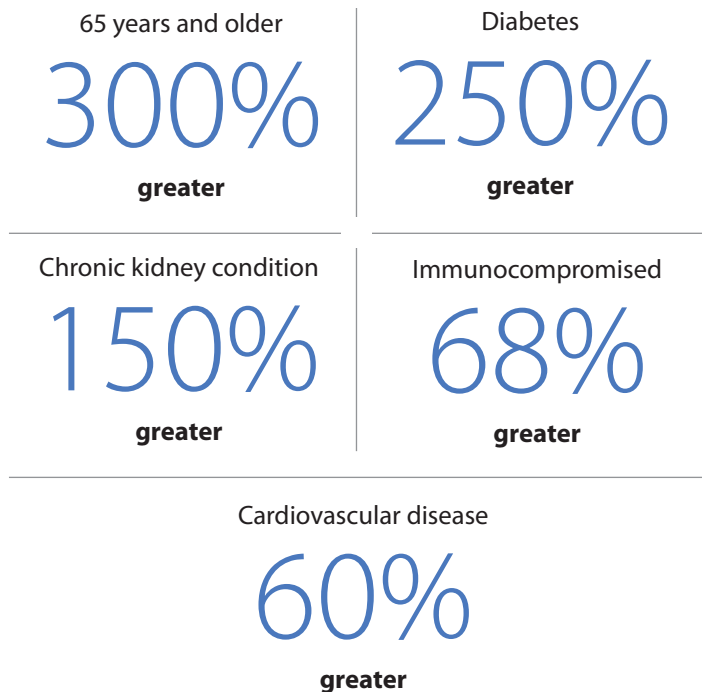 65 years and older
300%
greater
Diabetes
250%
greater
Chronic kidney condition
150%
greater
Immunocompromised
68%
greater
Cardiovascular disease
60%
greater